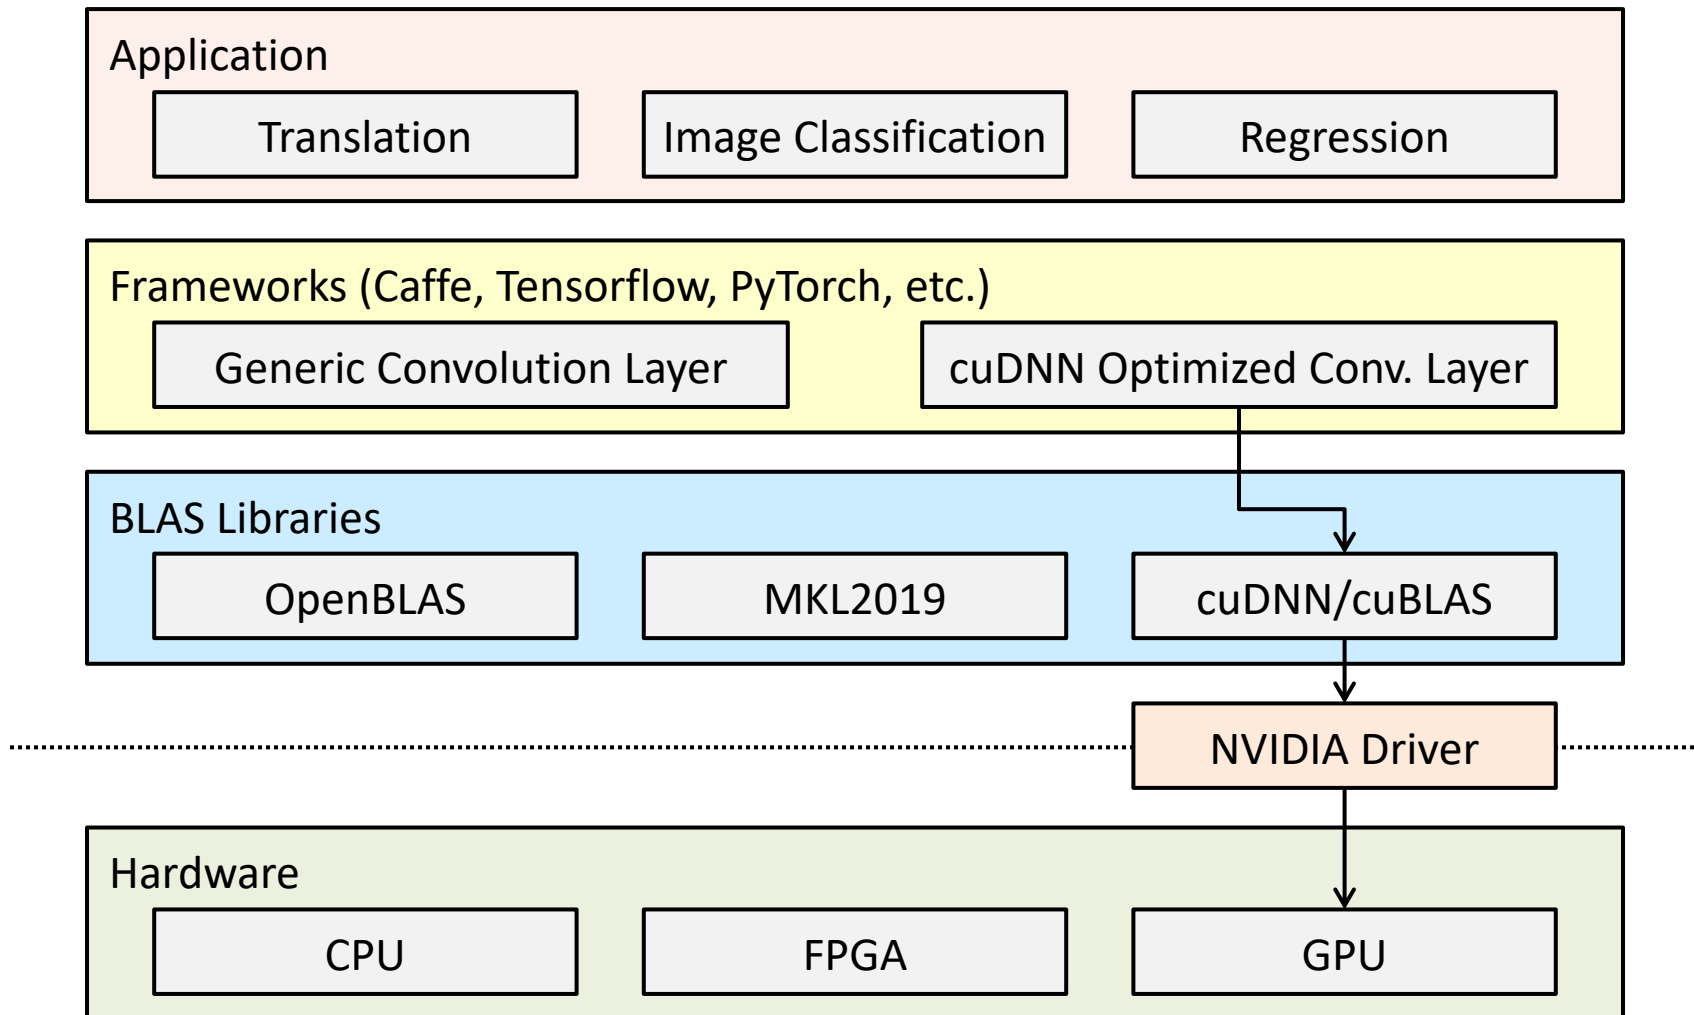 Application
Translation
Image Classification
Regression
Frameworks (Caffe, Tensorflow, PyTorch, etc.)
Generic Convolution Layer
cuDNN Optimized Conv. Layer
BLAS Libraries
OpenBLAS
MKL2019
cuDNN/cuBLAS
NVIDIA Driver
Hardware
CPU
FPGA
GPU